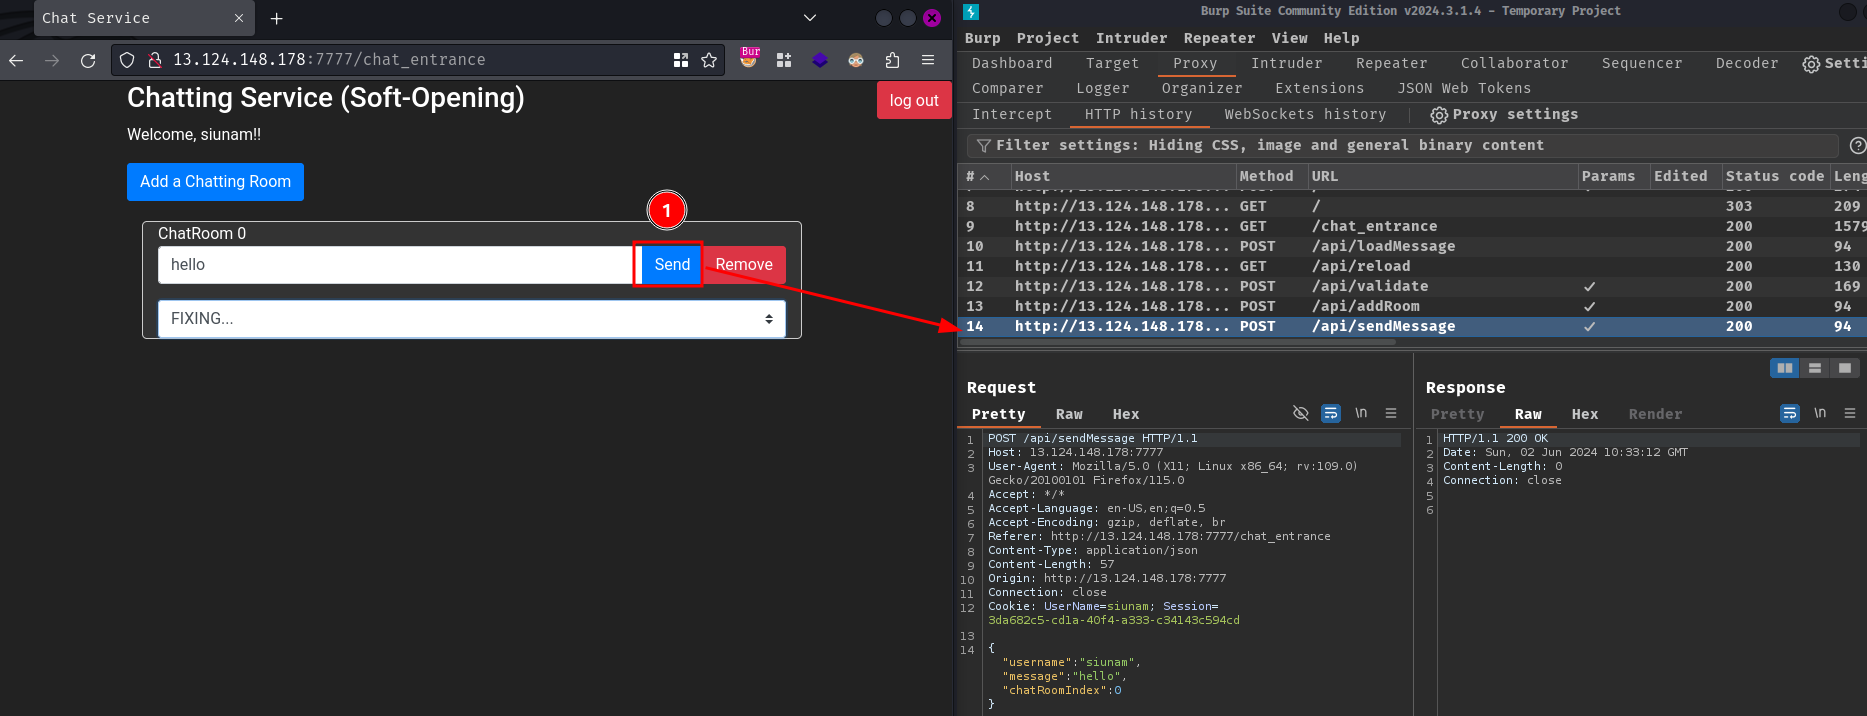 Chat Service
13.124.148.178:7777/chat_entrance
Bur
Chatting Service (Soft-Opening)
log out
Welcome, siunam!!
Add a Chatting Room
1
ChatRoom 0
hello
Send
Remove
FIXING...
Burp Suite Community Edition v2024.3.1.4 - Temporary Project
Burp Project Intruder Repeater View Help
Dashboard Target Proxy Intruder Repeater Collaborator Sequencer Decoder Setti
Comparer Logger Organizer Extensions JSON Web Tokens
Intercept HTTP history WebSockets history Proxy settings
Filter settings: Hiding CSS, image and general binary content
# Host Method URL Params Edited Status code Leng
8 http://13.124.148.178... GET / 303 209
9 http://13.124.148.178... GET /chat_entrance 200 1579
10 http://13.124.148.178... POST /api/loadMessage 200 94
11 http://13.124.148.178... GET /api/reload 200 130
12 http://13.124.148.178... POST /api/validate ✓ 200 169
13 http://13.124.148.178... POST /api/addRoom ✓ 200 94
14 http://13.124.148.178... POST /api/sendMessage ✓ 200 94
Request
Pretty Raw Hex
\n
1 POST /api/sendMessage HTTP/1.1
2 Host: 13.124.148.178:7777
3 User-Agent: Mozilla/5.0 (X11; Linux x86_64; rv:109.0)
Gecko/20100101 Firefox/115.0
4 Accept: */*
5 Accept-Language: en-US,en;q=0.5
6 Accept-Encoding: gzip, deflate, br
7 Referer: http://13.124.148.178:7777/chat_entrance
8 Content-Type: application/json
9 Content-Length: 57
10 Origin: http://13.124.148.178:7777
11 Connection: close
12 Cookie: UserName=siunam; Session=
3da682c5-cd1a-40f4-a333-c34143c594cd
13
14 {
"username":"siunam",
"message":"hello",
"chatRoomIndex":0
}
Response
Pretty Raw Hex Render
\n
1 HTTP/1.1 200 OK
2 Date: Sun, 02 Jun 2024 10:33:12 GMT
3 Content-Length: 0
4 Connection: close
5
6